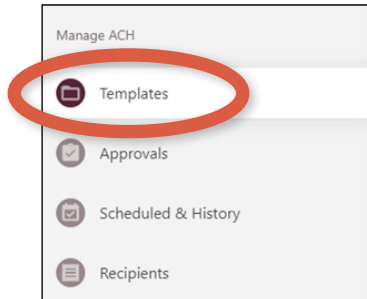 Manage ACH
Templates
Approvals
Scheduled & History
Recipients